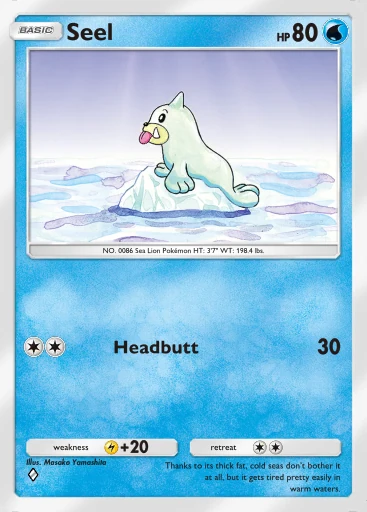 BASIC Seel HP 80
NO. 0086 Sea Lion Pokémon HT: 3'7" WT: 198.4 lbs.
Headbutt 30
weakness +20 retreat
Illus. Masako Yamashita
Thanks to its thick fat, cold seas don't bother it
at all, but it gets tired pretty easily in
warm waters.